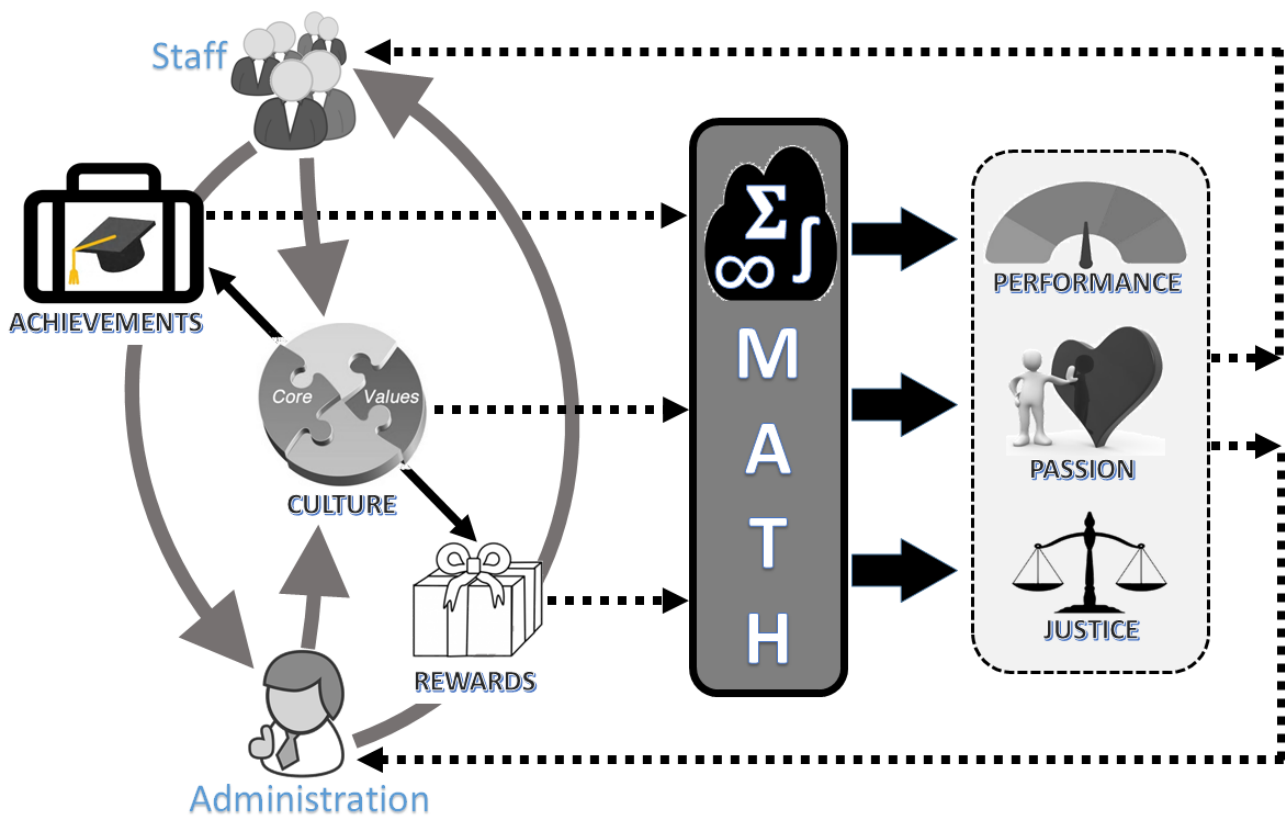 Staff
ACHIEVEMENTS
Core Values
CULTURE
REWARDS
Administration
Σ
∞ ∫
M
A
T
H
PERFORMANCE
PASSION
JUSTICE